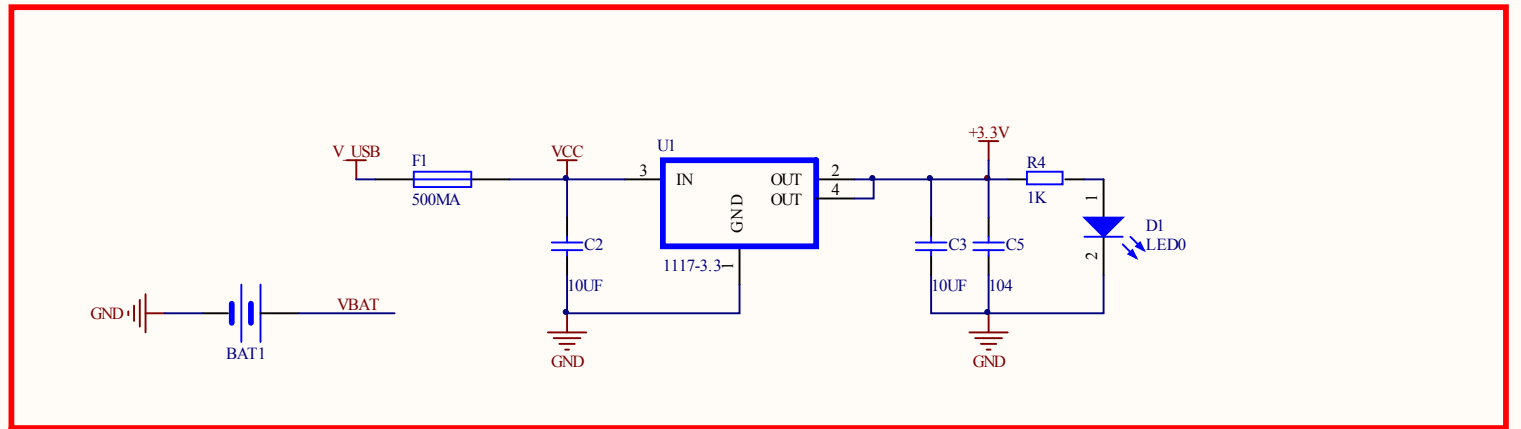 +3.3V
V_USB
F1
VCC
U1
R4
3
IN
OUT
2
500MA
OUT
4
1K
GND
1
D1
LED0
C2
C3
C5
2
1117-3.3
1
10UF
10UF
104
GND
VBAT
BAT1
GND
GND